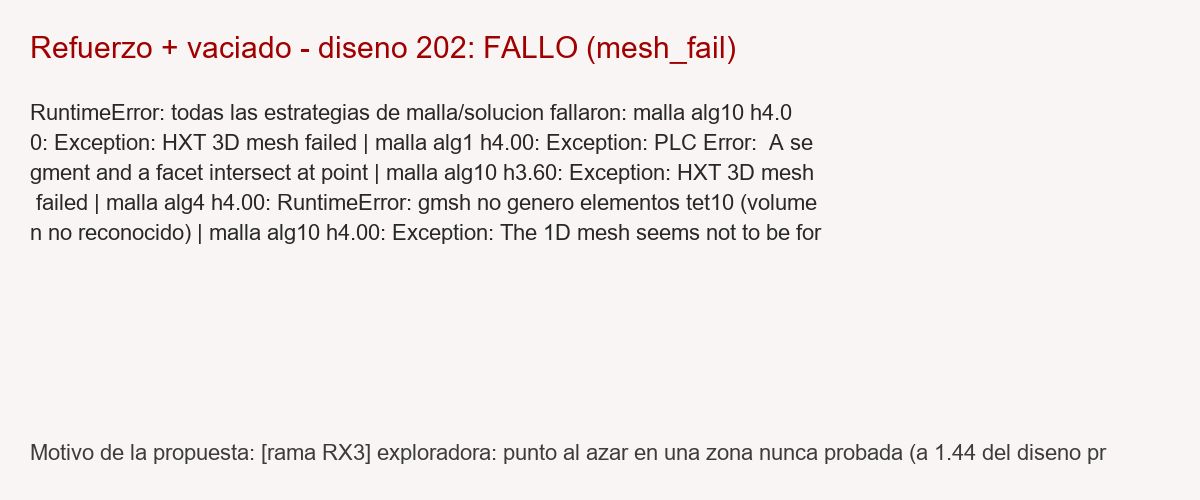 Refuerzo + vaciado - diseno 202: FALLO (mesh_fail)
RuntimeError: todas las estrategias de malla/solucion fallaron: malla alg10 h4.0
0: Exception: HXT 3D mesh failed | malla alg1 h4.00: Exception: PLC Error:  A se
gment and a facet intersect at point | malla alg10 h3.60: Exception: HXT 3D mesh
 failed | malla alg4 h4.00: RuntimeError: gmsh no genero elementos tet10 (volume
n no reconocido) | malla alg10 h4.00: Exception: The 1D mesh seems not to be for
Motivo de la propuesta: [rama RX3] exploradora: punto al azar en una zona nunca probada (a 1.44 del diseno pr